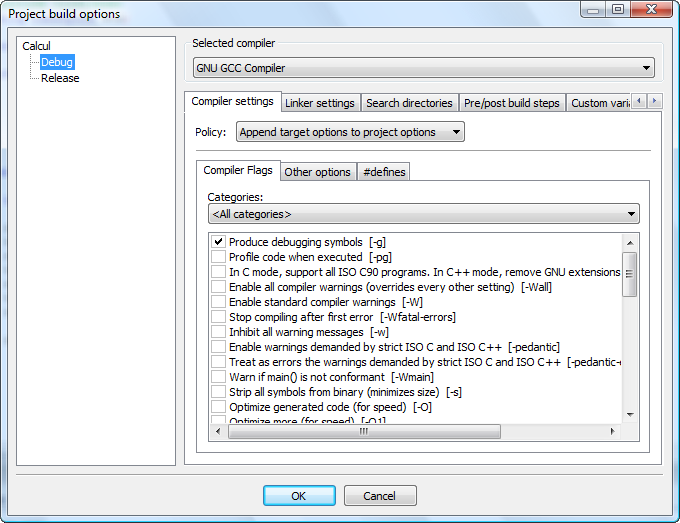 Project build options
Calcul
Debug
Release
Selected compiler
GNU GCC Compiler
Compiler settings
Linker settings
Search directories
Pre/post build steps
Custom varia
Policy:
Append target options to project options
Compiler Flags
Other options
#defines
Categories:
<All categories>
Produce debugging symbols [-g]
Profile code when executed [-pg]
In C mode, support all ISO C90 programs. In C++ mode, remove GNU extensions
Enable all compiler warnings (overrides every other setting) [-Wall]
Enable standard compiler warnings [-W]
Stop compiling after first error [-Wfatal-errors]
Inhibit all warning messages [-w]
Enable warnings demanded by strict ISO C and ISO C++ [-pedantic]
Treat as errors the warnings demanded by strict ISO C and ISO C++ [-pedantic-e
Warn if main() is not conformant [-Wmain]
Strip all symbols from binary (minimizes size) [-s]
Optimize generated code (for speed) [-O]
Optimize more (for speed) [-O1]
OK
Cancel